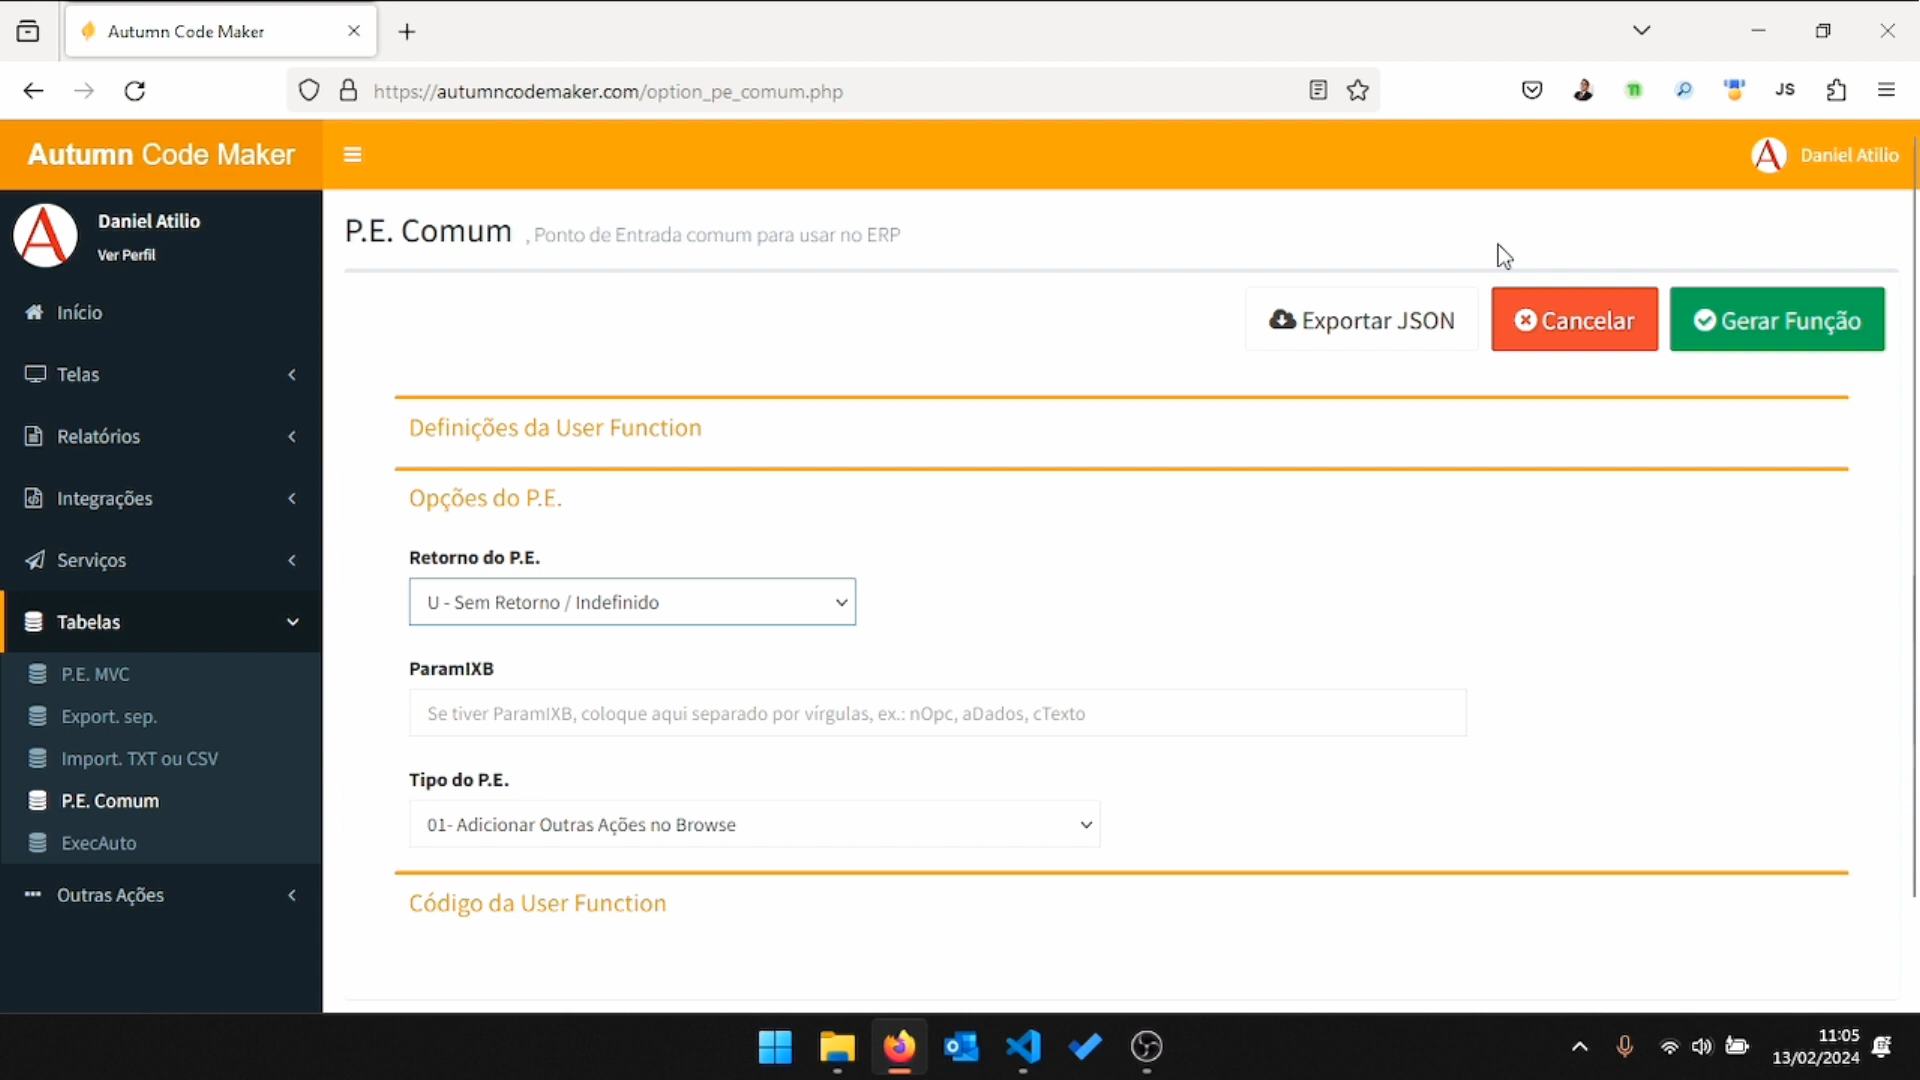 Autumn Code Maker
https://autumncodemaker.com/option_pe_comum.php
JS
Autumn Code Maker
Daniel Atilio
Daniel Atilio
Ver Perfil
Início
Telas
Relatórios
Integrações
Serviços
Tabelas
P.E. MVC
Export. sep.
Import. TXT ou CSV
P.E. Comum
ExecAuto
Outras Ações
P.E. Comum , Ponto de Entrada comum para usar no ERP
Exportar JSON
Cancelar
Gerar Função
Definições da User Function
Opções do P.E.
Retorno do P.E.
U - Sem Retorno / Indefinido
ParamIXB
Se tiver ParamIXB, coloque aqui separado por vírgulas, ex.: nOpc, aDados, cTexto
Tipo do P.E.
01- Adicionar Outras Ações no Browse
Código da User Function
11:05
13/02/2024